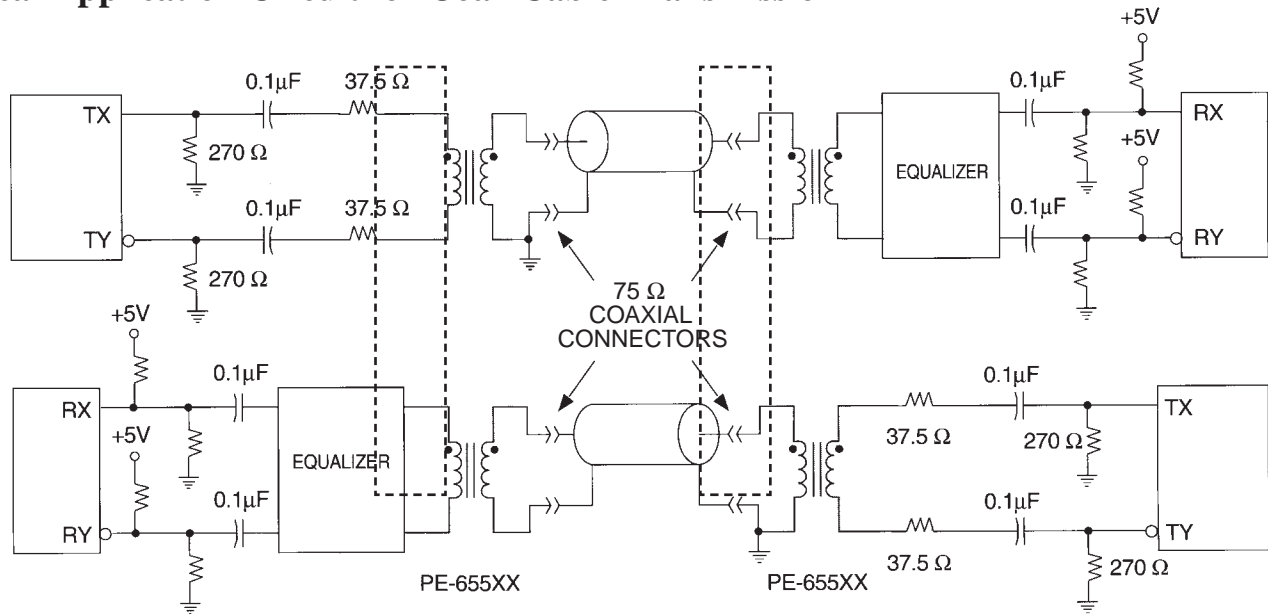 +5V
0.1µF 37.5 Ω 0.1µF +5V
TX RX
270 Ω
EQUALIZER
0.1µF 37.5 Ω 0.1µF
TY RY
270 Ω
75 Ω
COAXIAL
CONNECTORS
+5V
0.1µF 0.1µF
RX TX
+5V
37.5 Ω 270 Ω
EQUALIZER
0.1µF 0.1µF
RY TY
37.5 Ω 270 Ω
PE-655XX PE-655XX